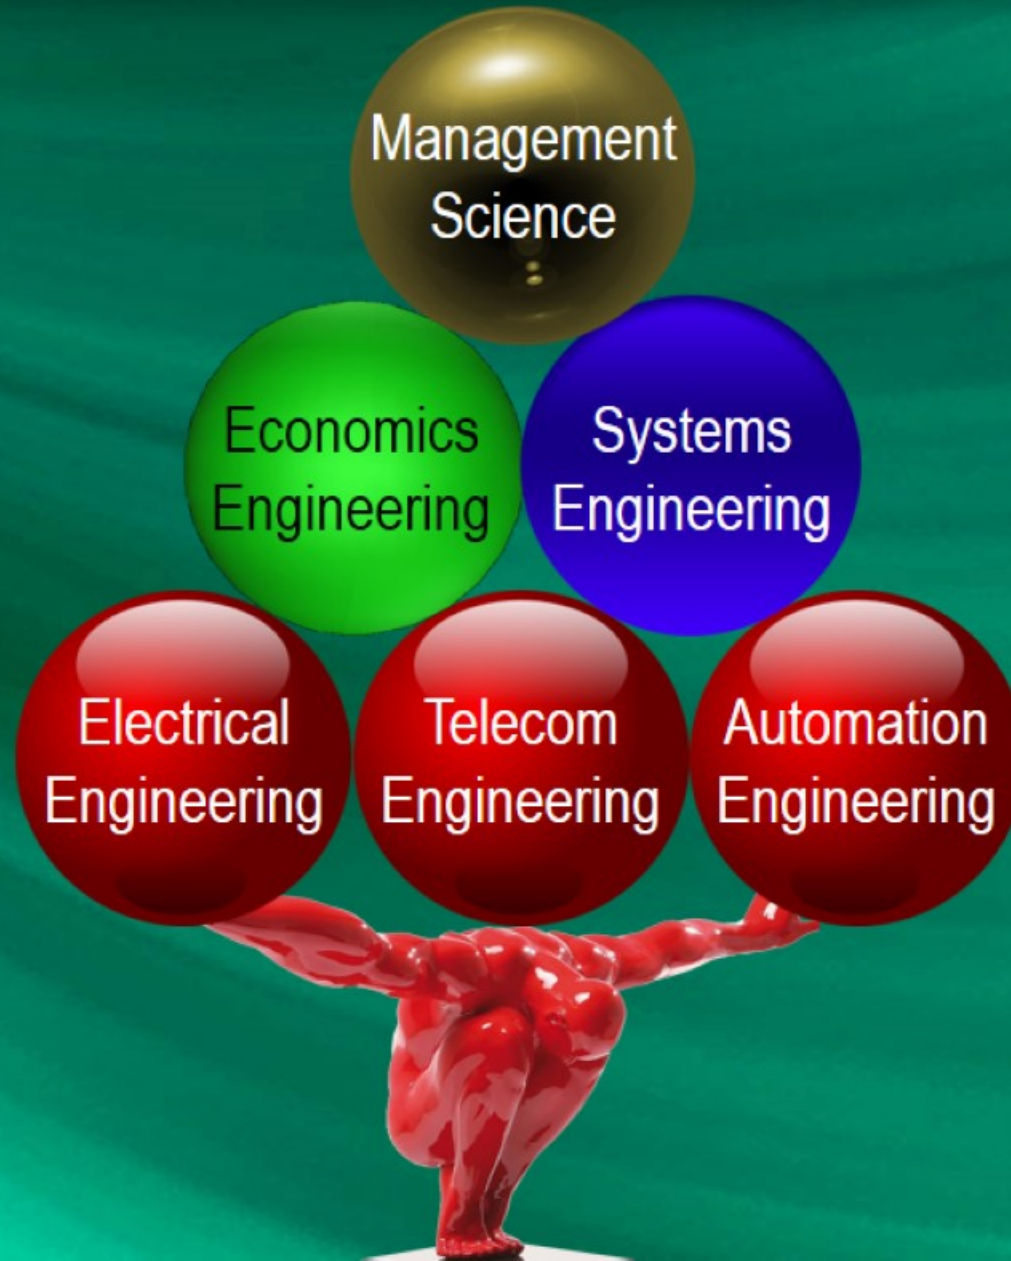 Management
Science
Economics
Engineering
Systems
Engineering
Electrical
Engineering
Telecom
Engineering
Automation
Engineering